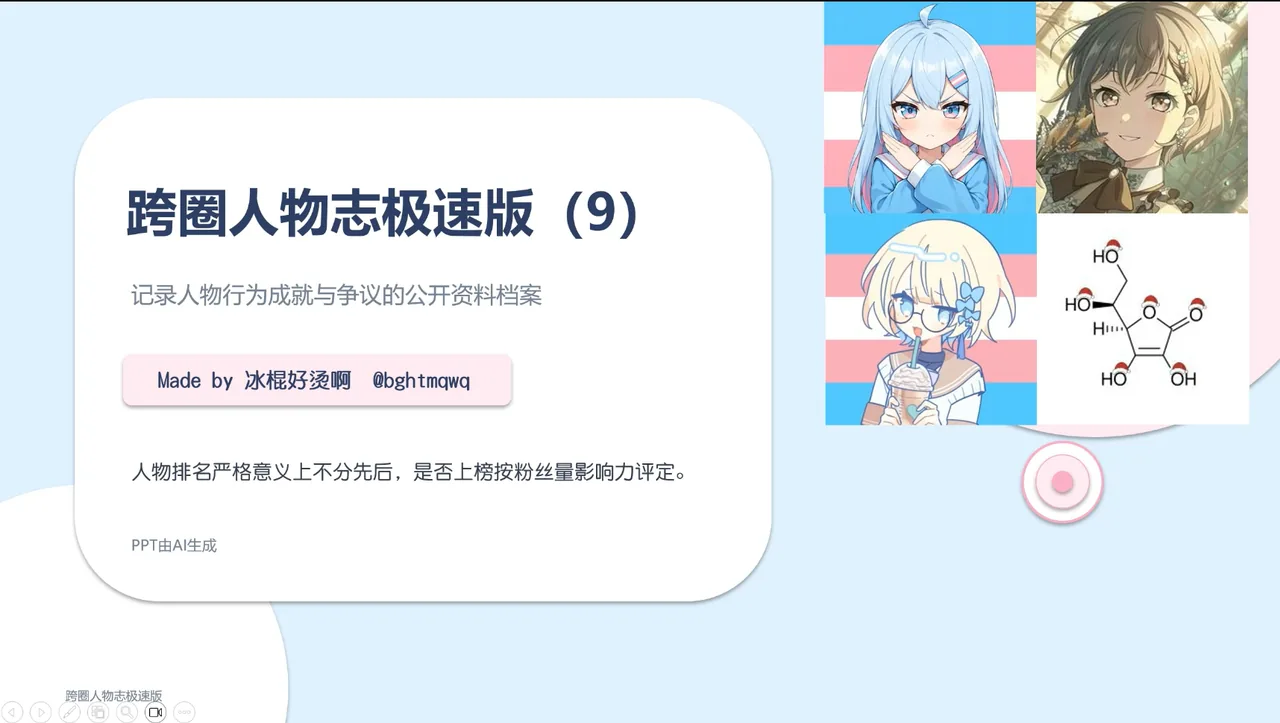 跨圈人物志极速版（9）
记录人物行为成就与争议的公开资料档案
Made by 冰棍好烫啊 @bghtmqwq
人物排名严格意义上不分先后，是否上榜按粉丝量影响力评定。
PPT由AI生成
HO
HO
O
O
H
HO
OH
跨圈人物志极速版